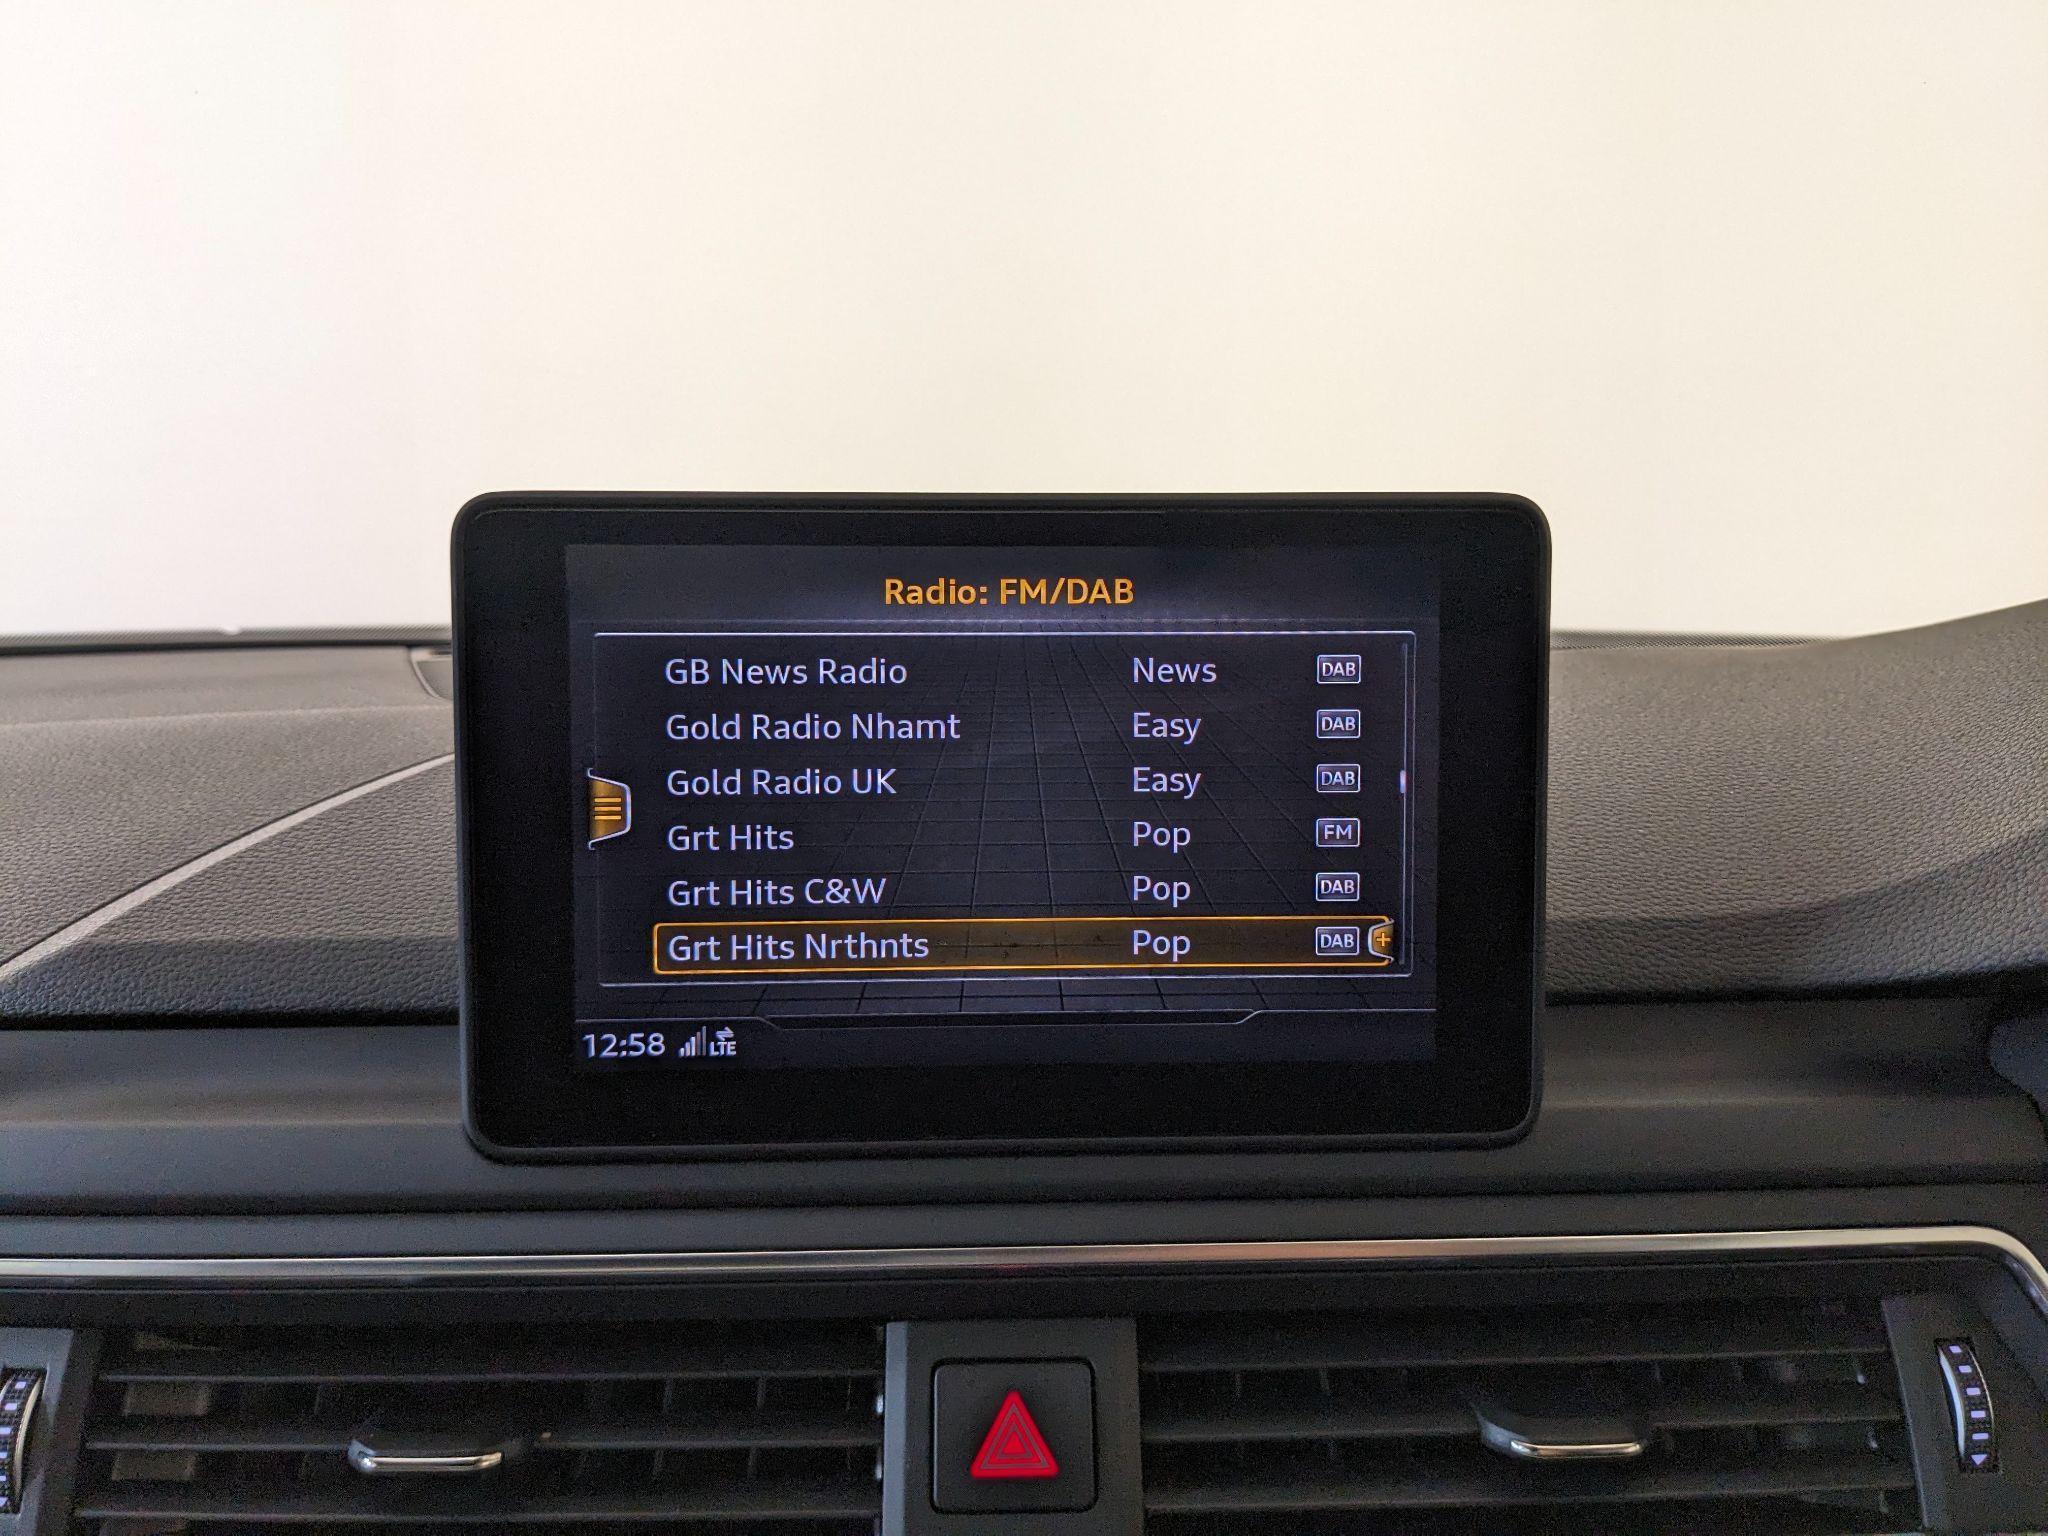 Radio: FM/DAB
GB News Radio News DAB
Gold Radio Nhamt Easy DAB
Gold Radio UK Easy DAB
Grt Hits Pop FM
Grt Hits C&W Pop DAB
Grt Hits Nrthnts Pop DAB +
12:58 LTE